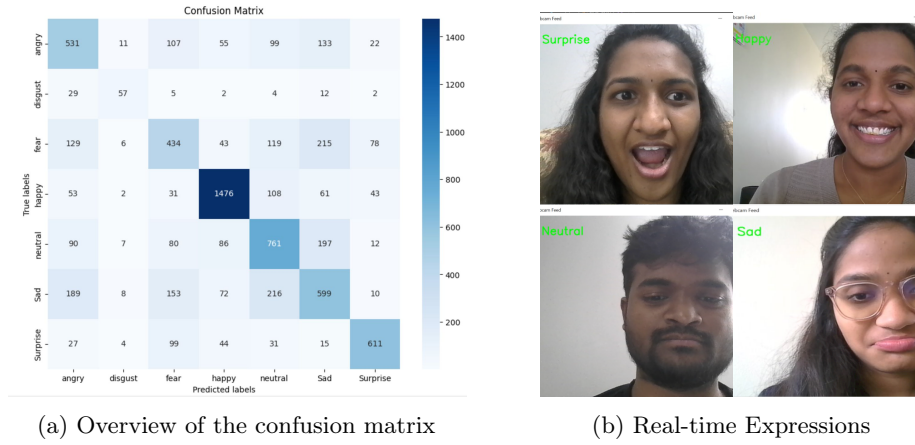 Confusion Matrix
angry 531 11 107 55 99 133 22
disgust 29 57 5 2 4 12 2
fear 129 6 434 43 119 215 78
happy 53 2 31 1476 108 61 43
neutral 90 7 80 86 761 197 12
Sad 189 8 153 72 216 599 10
Surprise 27 4 99 44 31 15 611
True labels
angry disgust fear happy neutral Sad Surprise
Predicted labels
1400
1200
1000
800
600
400
200
(a) Overview of the confusion matrix
Feed
Surprise
Feed
Happy
Feed
Neutral
Feed
Sad
(b) Real-time Expressions